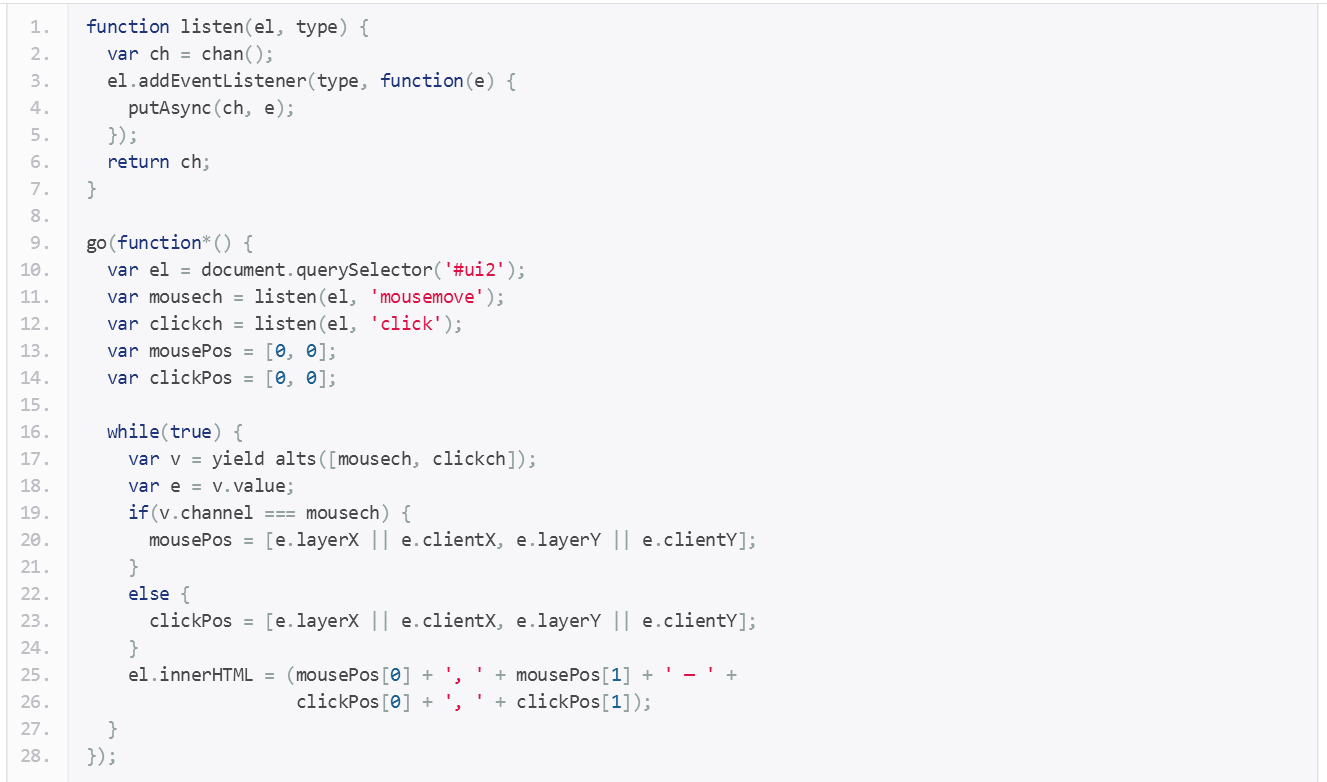 1. function listen(el, type) {
2.   var ch = chan();
3.   el.addEventListener(type, function(e) {
4.     putAsync(ch, e);
5.   });
6.   return ch;
7. }
8.
9. go(function*() {
10.   var el = document.querySelector('#ui2');
11.   var mousech = listen(el, 'mousemove');
12.   var clickch = listen(el, 'click');
13.   var mousePos = [0, 0];
14.   var clickPos = [0, 0];
15.
16.   while(true) {
17.     var v = yield alts([mousech, clickch]);
18.     var e = v.value;
19.     if(v.channel === mousech) {
20.       mousePos = [e.layerX || e.clientX, e.layerY || e.clientY];
21.     }
22.     else {
23.       clickPos = [e.layerX || e.clientX, e.layerY || e.clientY];
24.     }
25.     el.innerHTML = (mousePos[0] + ', ' + mousePos[1] + ' — ' +
26.                     clickPos[0] + ', ' + clickPos[1]);
27.   }
28. });